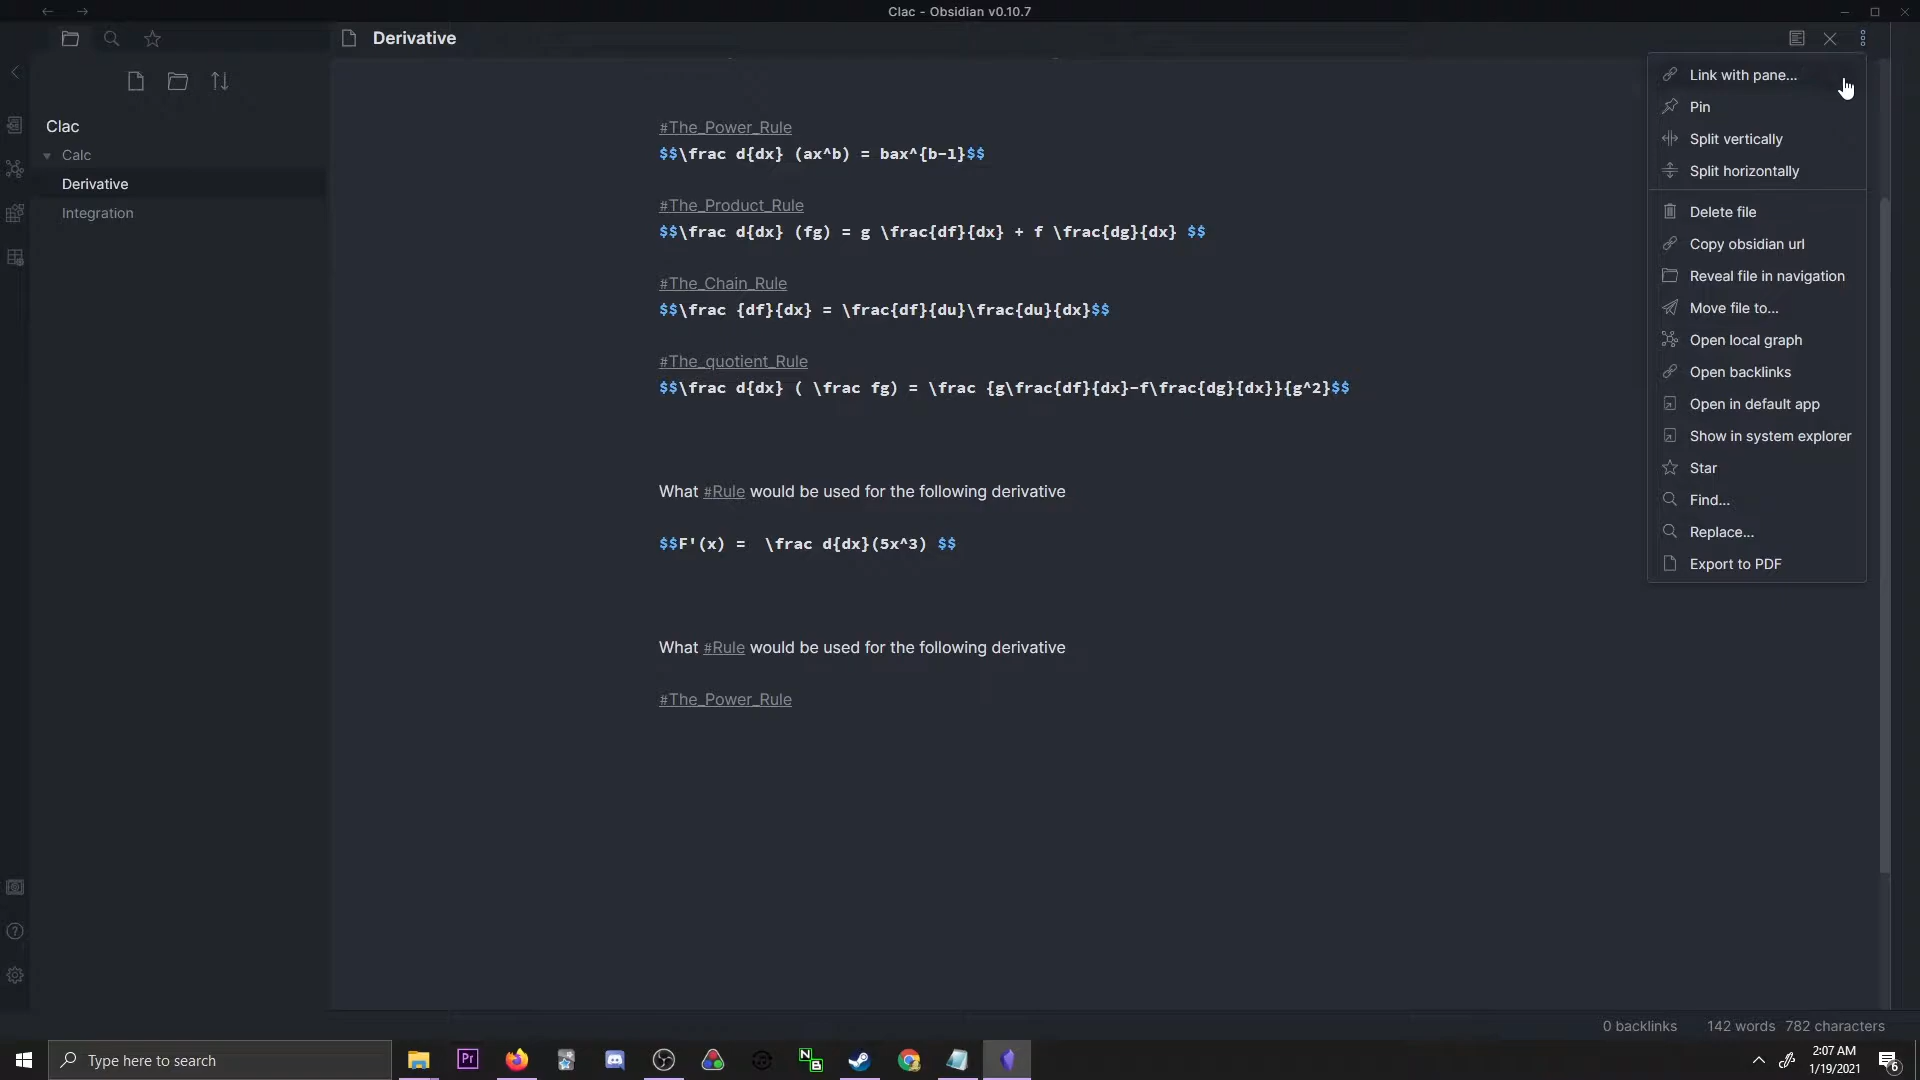 Clac - Obsidian v0.10.7
Derivative
Clac
Calc
Derivative
Integration
#The_Power_Rule
$$\frac d{dx} (ax^b) = bax^{b-1}$$
#The_Product_Rule
$$\frac d{dx} (fg) = g \frac{df}{dx} + f \frac{dg}{dx} $$
#The_Chain_Rule
$$\frac {df}{dx} = \frac{df}{du}\frac{du}{dx}$$
#The_quotient_Rule
$$\frac d{dx} ( \frac fg) = \frac {g\frac{df}{dx}-f\frac{dg}{dx}}{g^2}$$
What #Rule would be used for the following derivative
$$F'(x) =  \frac d{dx}(5x^3) $$
What #Rule would be used for the following derivative
#The_Power_Rule
Link with pane...
Pin
Split vertically
Split horizontally
Delete file
Copy obsidian url
Reveal file in navigation
Move file to...
Open local graph
Open backlinks
Open in default app
Show in system explorer
Star
Find...
Replace...
Export to PDF
0 backlinks 142 words 782 characters
Type here to search
Pr
N
B
2:07 AM
1/19/2021
6